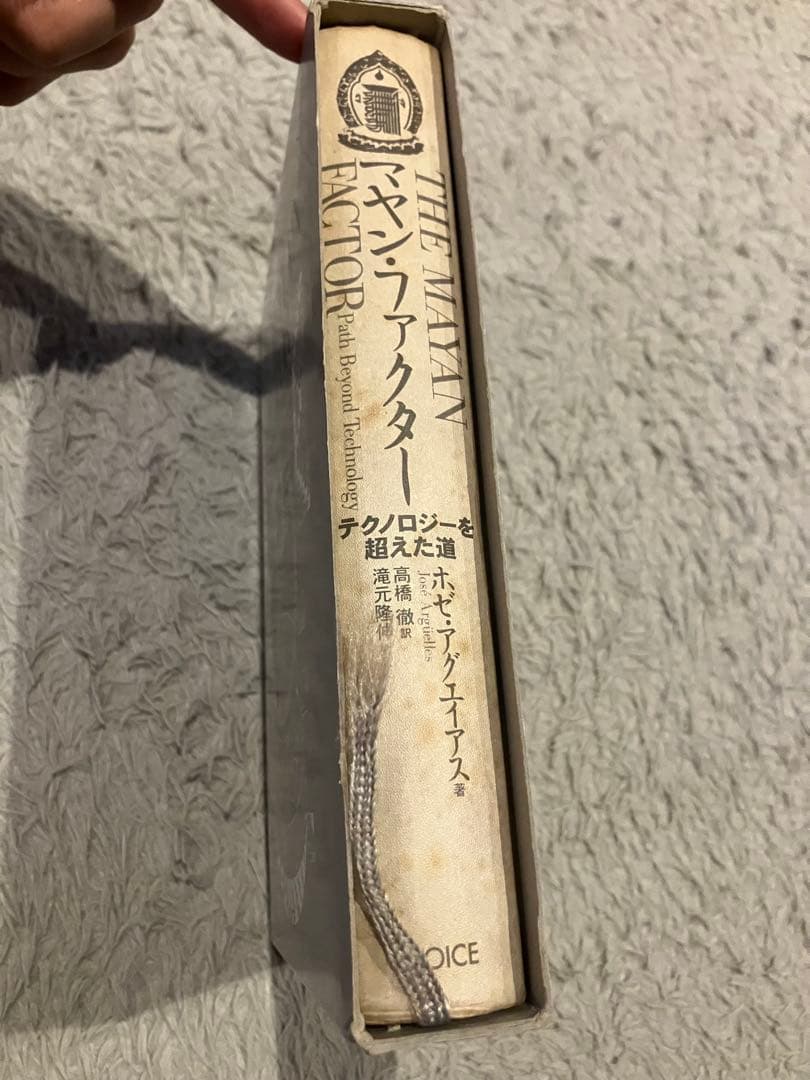 THE MAYAN
マヤン・ファクター
FACTOR
Path Beyond Technology
テクノロジーを
超えた道
ホゼ・アグエイアス 著
José Argüelles
高橋 徹 訳
滝元隆伸
OICE